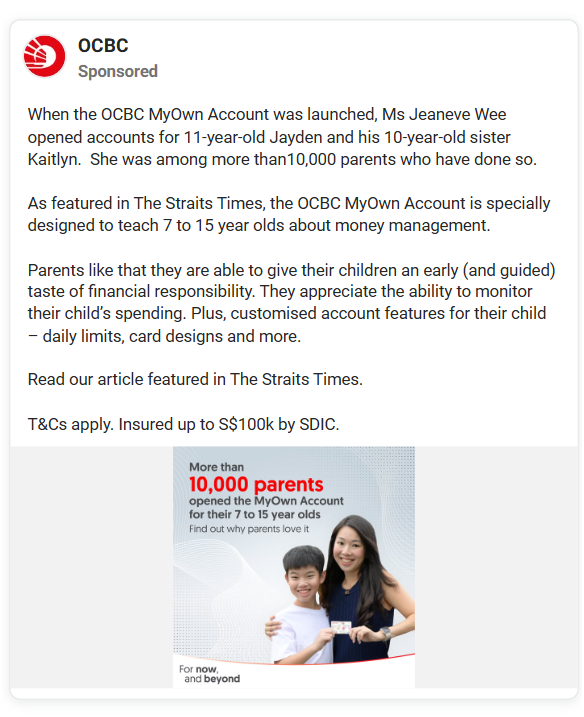 OCBC
Sponsored
When the OCBC MyOwn Account was launched, Ms Jeaneve Wee
opened accounts for 11-year-old Jayden and his 10-year-old sister
Kaitlyn.  She was among more than10,000 parents who have done so.
As featured in The Straits Times, the OCBC MyOwn Account is specially
designed to teach 7 to 15 year olds about money management.
Parents like that they are able to give their children an early (and guided)
taste of financial responsibility. They appreciate the ability to monitor
their child’s spending. Plus, customised account features for their child
– daily limits, card designs and more.
Read our article featured in The Straits Times.
T&Cs apply. Insured up to S$100k by SDIC.
More than
10,000 parents
opened the MyOwn Account
for their 7 to 15 year olds
Find out why parents love it
For now,
and beyond